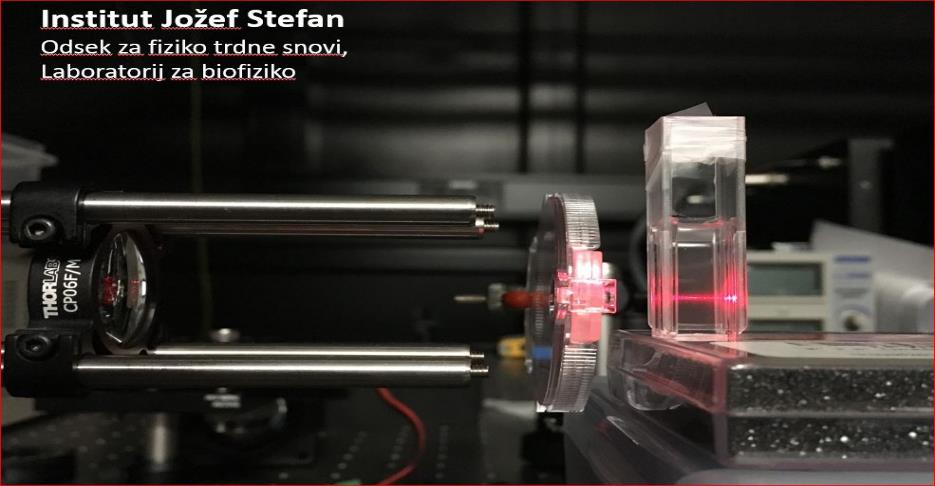 Institut Jožef Stefan
Odsek za fiziko trdne snovi,
Laboratorij za biofiziko
THORLABS
CP06F/M